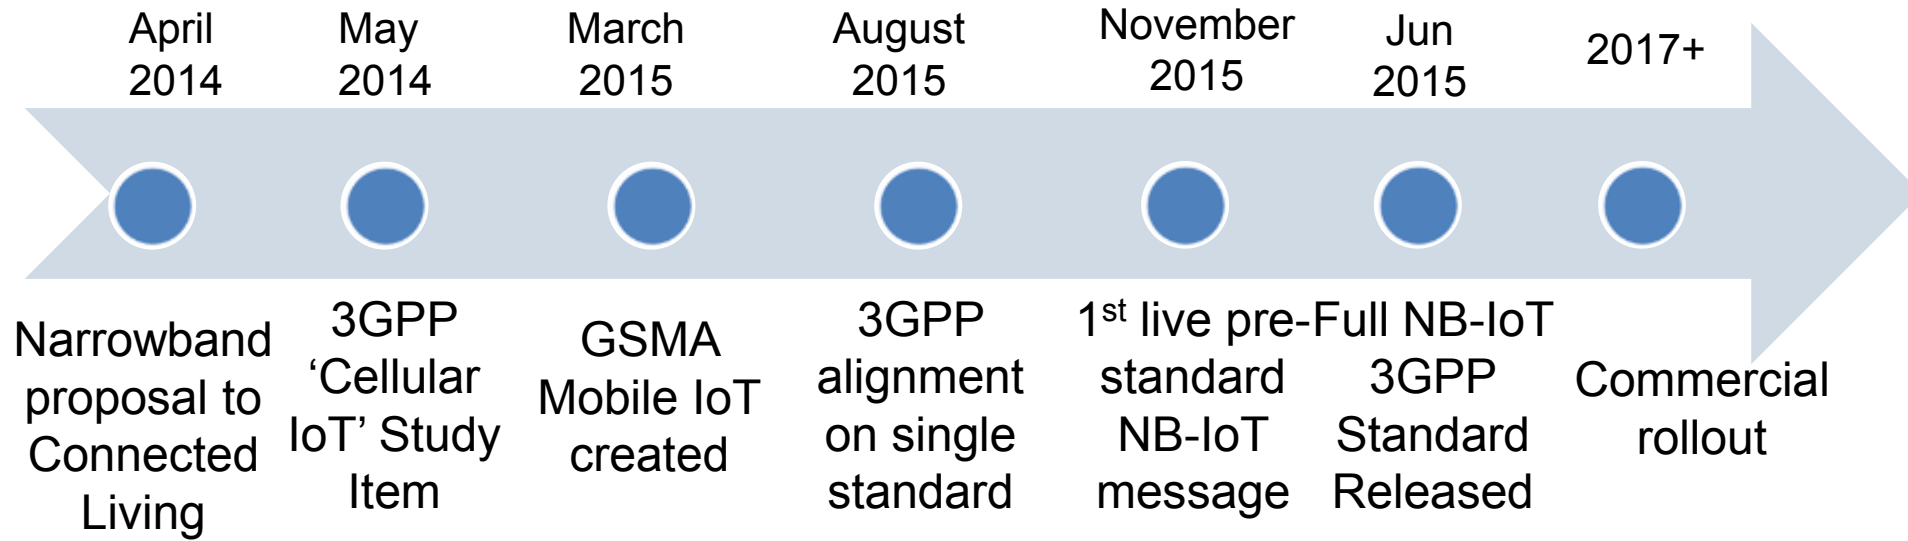 April
2014
May
2014
March
2015
August
2015
November
2015
Jun
2015
2017+
Narrowband
proposal to
Connected
Living
3GPP
‘Cellular
IoT’ Study
Item
GSMA
Mobile IoT
created
3GPP
alignment
on single
standard
1st live pre-
standard
NB-IoT
message
Full NB-IoT
3GPP
Standard
Released
Commercial
rollout